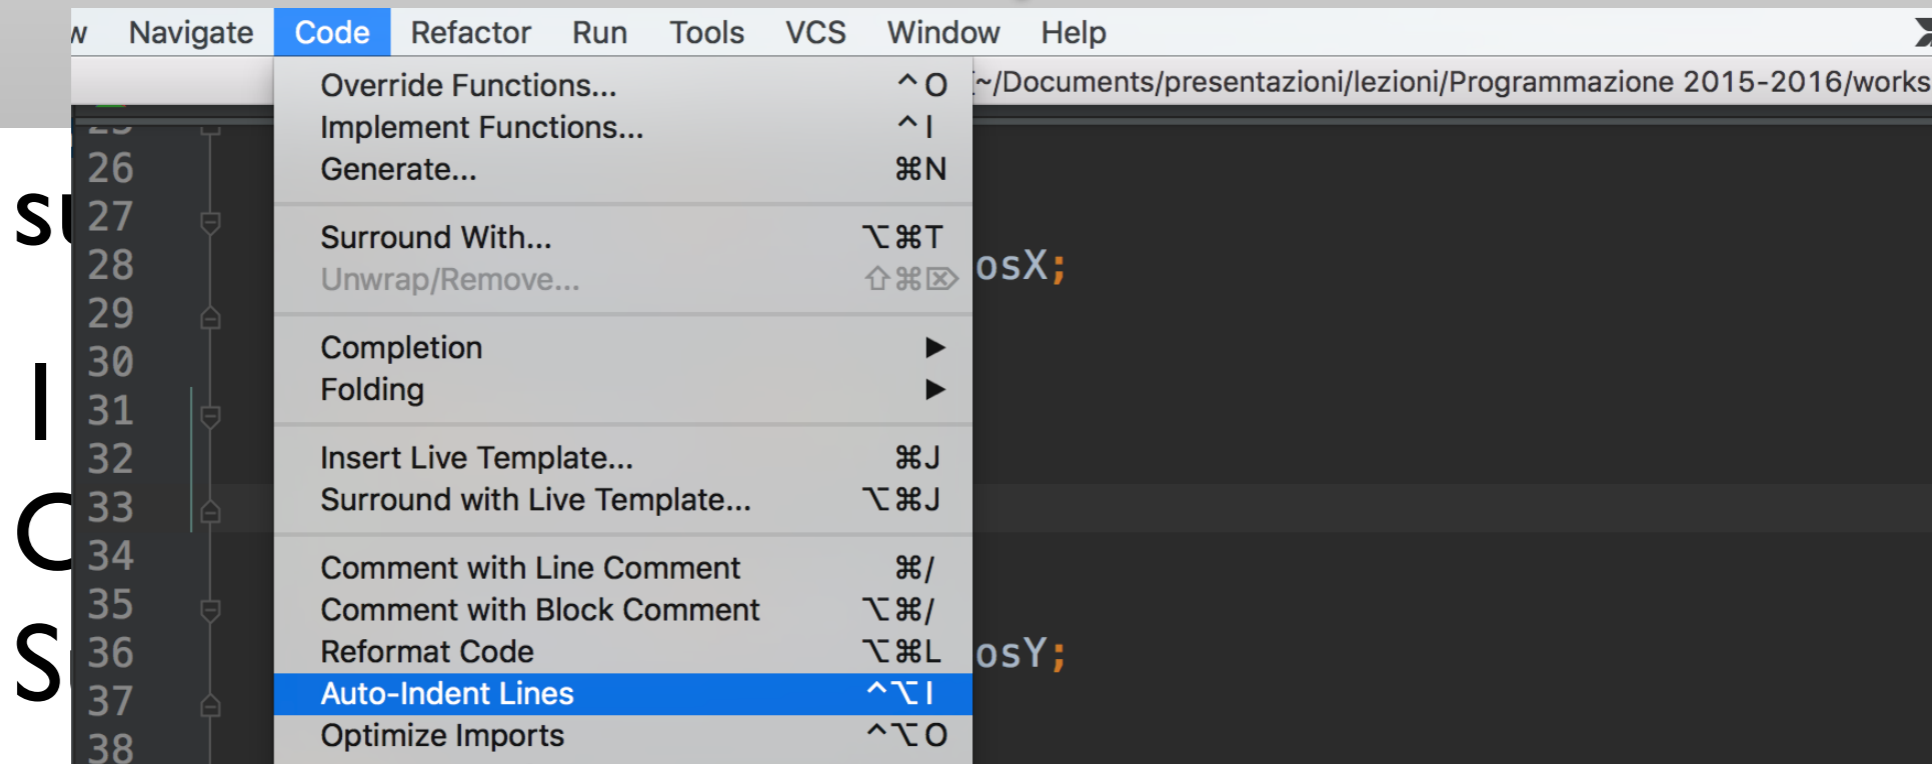 Navigate Code Refactor Run Tools VCS Window Help
~/Documents/presentazioni/lezioni/Programmazione 2015-2016/works
Override Functions... ^O
Implement Functions... ^I
Generate... ⌘N
Surround With... ⌥⌘T
Unwrap/Remove... ⇧⌘⌦
Completion ▶
Folding ▶
Insert Live Template... ⌘J
Surround with Live Template... ⌥⌘J
Comment with Line Comment ⌘/
Comment with Block Comment ⌥⌘/
Reformat Code ⌥⌘L
Auto-Indent Lines ^⌥I
Optimize Imports ^⌥O
26
27
28 osX;
29
30
31
32
33
34
35
36 osY;
37
38